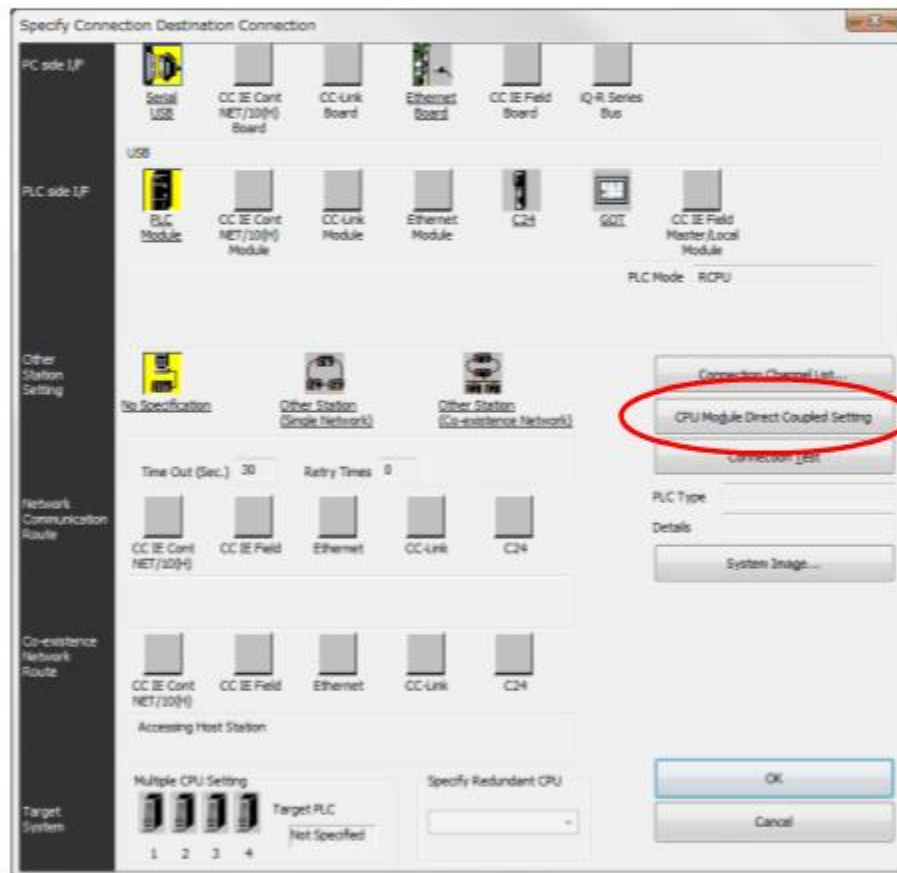 Specify Connection Destination Connection
PC side I/F
Serial
USB
CC IE Cont
NET/10(H)
Board
CC-Link
Board
Ethernet
Board
CC IE Field
Board
iQ-R Series
Bus
USB
PLC side I/F
PLC
Module
CC IE Cont
NET/10(H)
Module
CC-Link
Module
Ethernet
Module
C24
GOT
CC IE Field
Master/Local
Module
PLC Mode RCPU
Other
Station
Setting
No Specification
Other Station
(Single Network)
Other Station
(Co-existence Network)
Connection Channel List...
CPU Module Direct Coupled Setting
Connection Test
Time Out (Sec.) 30 Retry Times 0
PLC Type
Details
System Image...
Network
Communication
Route
CC IE Cont
NET/10(H)
CC IE Field
Ethernet
CC-Link
C24
Co-existence
Network
Route
CC IE Cont
NET/10(H)
CC IE Field
Ethernet
CC-Link
C24
Accessing Host Station
Target
System
Multiple CPU Setting
1 2 3 4
Target PLC
Not Specified
Specify Redundant CPU
OK
Cancel